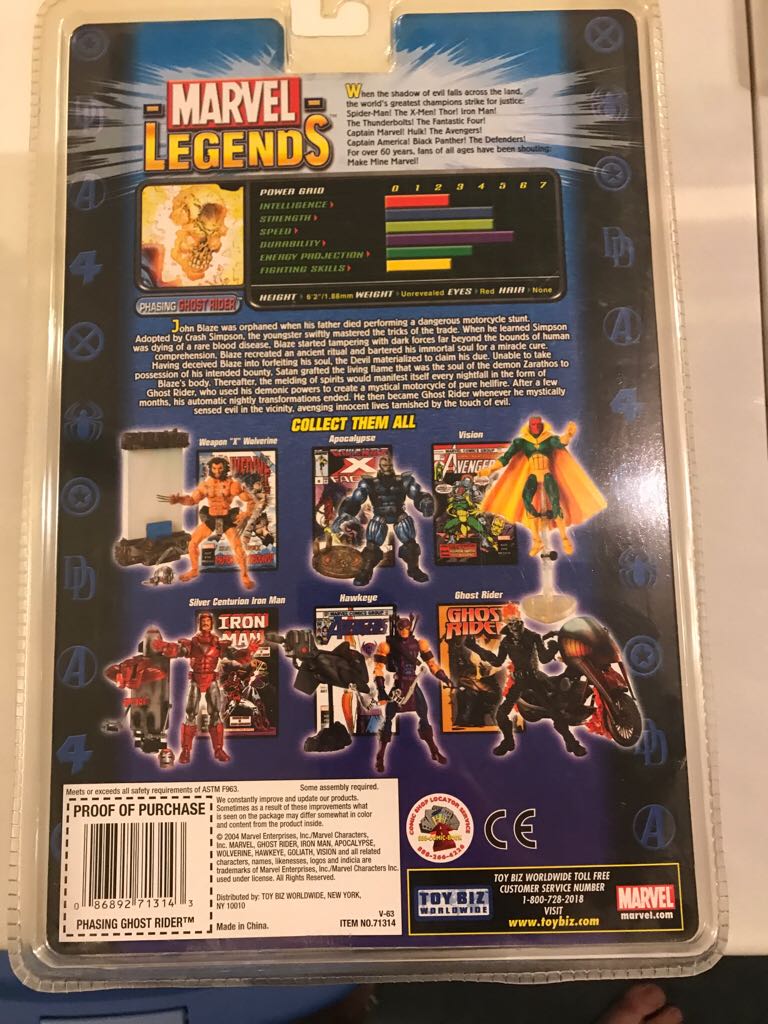 MARVEL
LEGENDS
When the shadow of evil falls across the land,
the world's greatest champions strike for justice:
Spider-Man! The X-Men! Thor! Iron Man!
The Thunderbolts! The Fantastic Four!
Captain Marvel! Hulk! The Avengers!
Captain America! Black Panther! The Defenders!
For over 60 years, fans of all ages have been shouting:
Make Mine Marvel!
POWER GRID 0 1 2 3 4 5 6 7
INTELLIGENCE
STRENGTH
SPEED
DURABILITY
ENERGY PROJECTION
FIGHTING SKILLS
HEIGHT 6'2"/1.88mm WEIGHT Unrevealed EYES Red HAIR None
PHASING GHOST RIDER
John Blaze was orphaned when his father died performing a dangerous motorcycle stunt.
Adopted by Crash Simpson, the youngster swiftly mastered the tricks of the trade. When he learned Simpson
was dying of a rare blood disease, Blaze started tampering with dark forces far beyond the bounds of human
comprehension. Blaze recreated an ancient ritual and bartered his immortal soul for a miracle cure.
Having deceived Blaze into forfeiting his soul, the Devil materialized to claim his due. Unable to take
possession of his intended bounty, Satan grafted the living flame that was the soul of the demon Zarathos to
Blaze's body. Thereafter, the melding of spirits would manifest itself every nightfall in the form of
Ghost Rider, who used his demonic powers to create a mystical motorcycle of pure hellfire. After a few
months, his automatic nightly transformations ended. He then became Ghost Rider whenever he mystically
sensed evil in the vicinity, avenging innocent lives tarnished by the touch of evil.
COLLECT THEM ALL
Weapon "X" Wolverine
Apocalypse
Vision
X
AVENGERS
Silver Centurion Iron Man
Hawkeye
Ghost Rider
IRON
MAN
AVENGERS
GHOST
RIDER
Meets or exceeds all safety requirements of ASTM F963.
Some assembly required.
PROOF OF PURCHASE
0 86892 71314 3
PHASING GHOST RIDER™
We constantly improve and update our products.
Sometimes as a result of these improvements what
is seen on the package may differ somewhat in color
and content from the product inside.
© 2004 Marvel Enterprises, Inc./Marvel Characters,
Inc. MARVEL, GHOST RIDER, IRON MAN, APOCALYPSE,
WOLVERINE, HAWKEYE, GOLIATH, VISION and all related
characters, names, likenesses, logos and indicia are
trademarks of Marvel Enterprises, Inc./Marvel Characters Inc.
used under license. All Rights Reserved.
Distributed by: TOY BIZ WORLDWIDE, NEW YORK,
NY 10010
V-63
Made in China.
ITEM NO.71314
COMIC SHOP LOCATOR SERVICE
888-266-4226
CE
TOY BIZ
WORLDWIDE
TOY BIZ WORLDWIDE TOLL FREE
CUSTOMER SERVICE NUMBER
1-800-728-2018
VISIT
www.toybiz.com
MARVEL
marvel.com